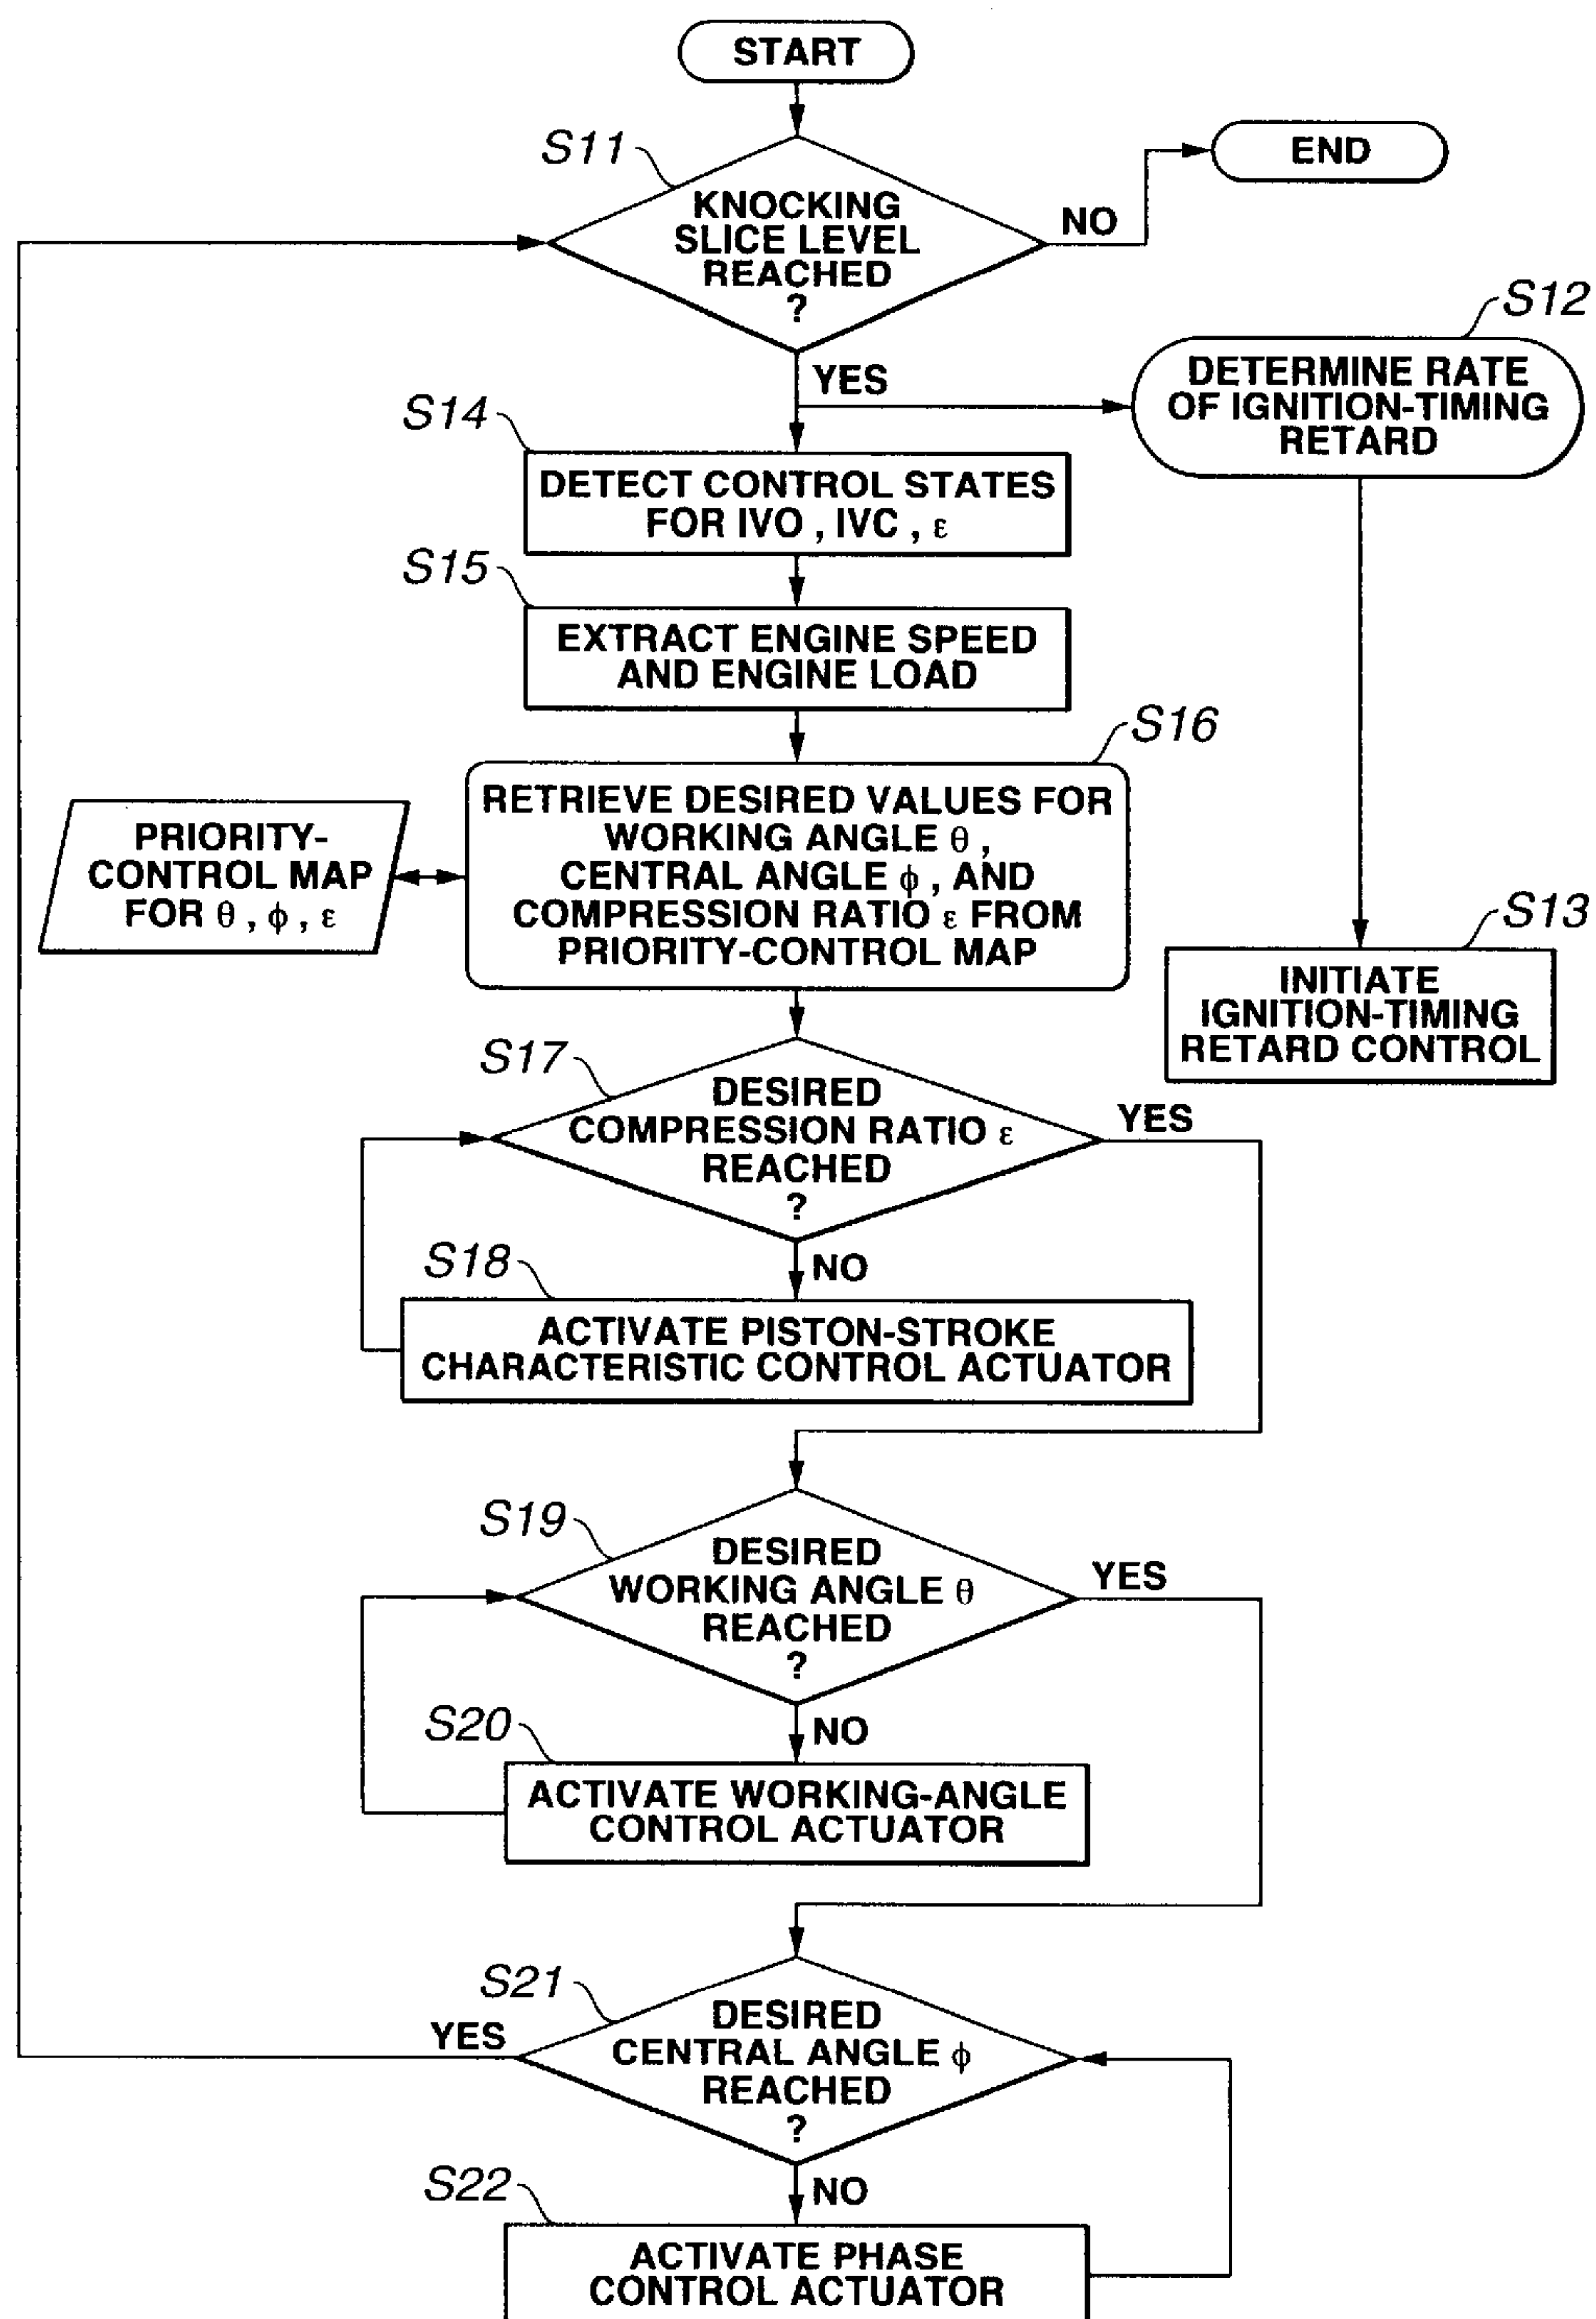 START
S11
KNOCKING
SLICE LEVEL
REACHED
?
NO
END
YES
S12
DETERMINE RATE
OF IGNITION-TIMING
RETARD
S14
DETECT CONTROL STATES
FOR IVO , IVC , ε
S15
EXTRACT ENGINE SPEED
AND ENGINE LOAD
S16
RETRIEVE DESIRED VALUES FOR
WORKING ANGLE θ ,
CENTRAL ANGLE ϕ , AND
COMPRESSION RATIO ε FROM
PRIORITY-CONTROL MAP
PRIORITY-
CONTROL MAP
FOR θ , ϕ , ε
S13
INITIATE
IGNITION-TIMING
RETARD CONTROL
S17
DESIRED
COMPRESSION RATIO ε
REACHED
?
YES
NO
S18
ACTIVATE PISTON-STROKE
CHARACTERISTIC CONTROL ACTUATOR
S19
DESIRED
WORKING ANGLE θ
REACHED
?
YES
NO
S20
ACTIVATE WORKING-ANGLE
CONTROL ACTUATOR
S21
DESIRED
CENTRAL ANGLE ϕ
REACHED
?
YES
NO
S22
ACTIVATE PHASE
CONTROL ACTUATOR